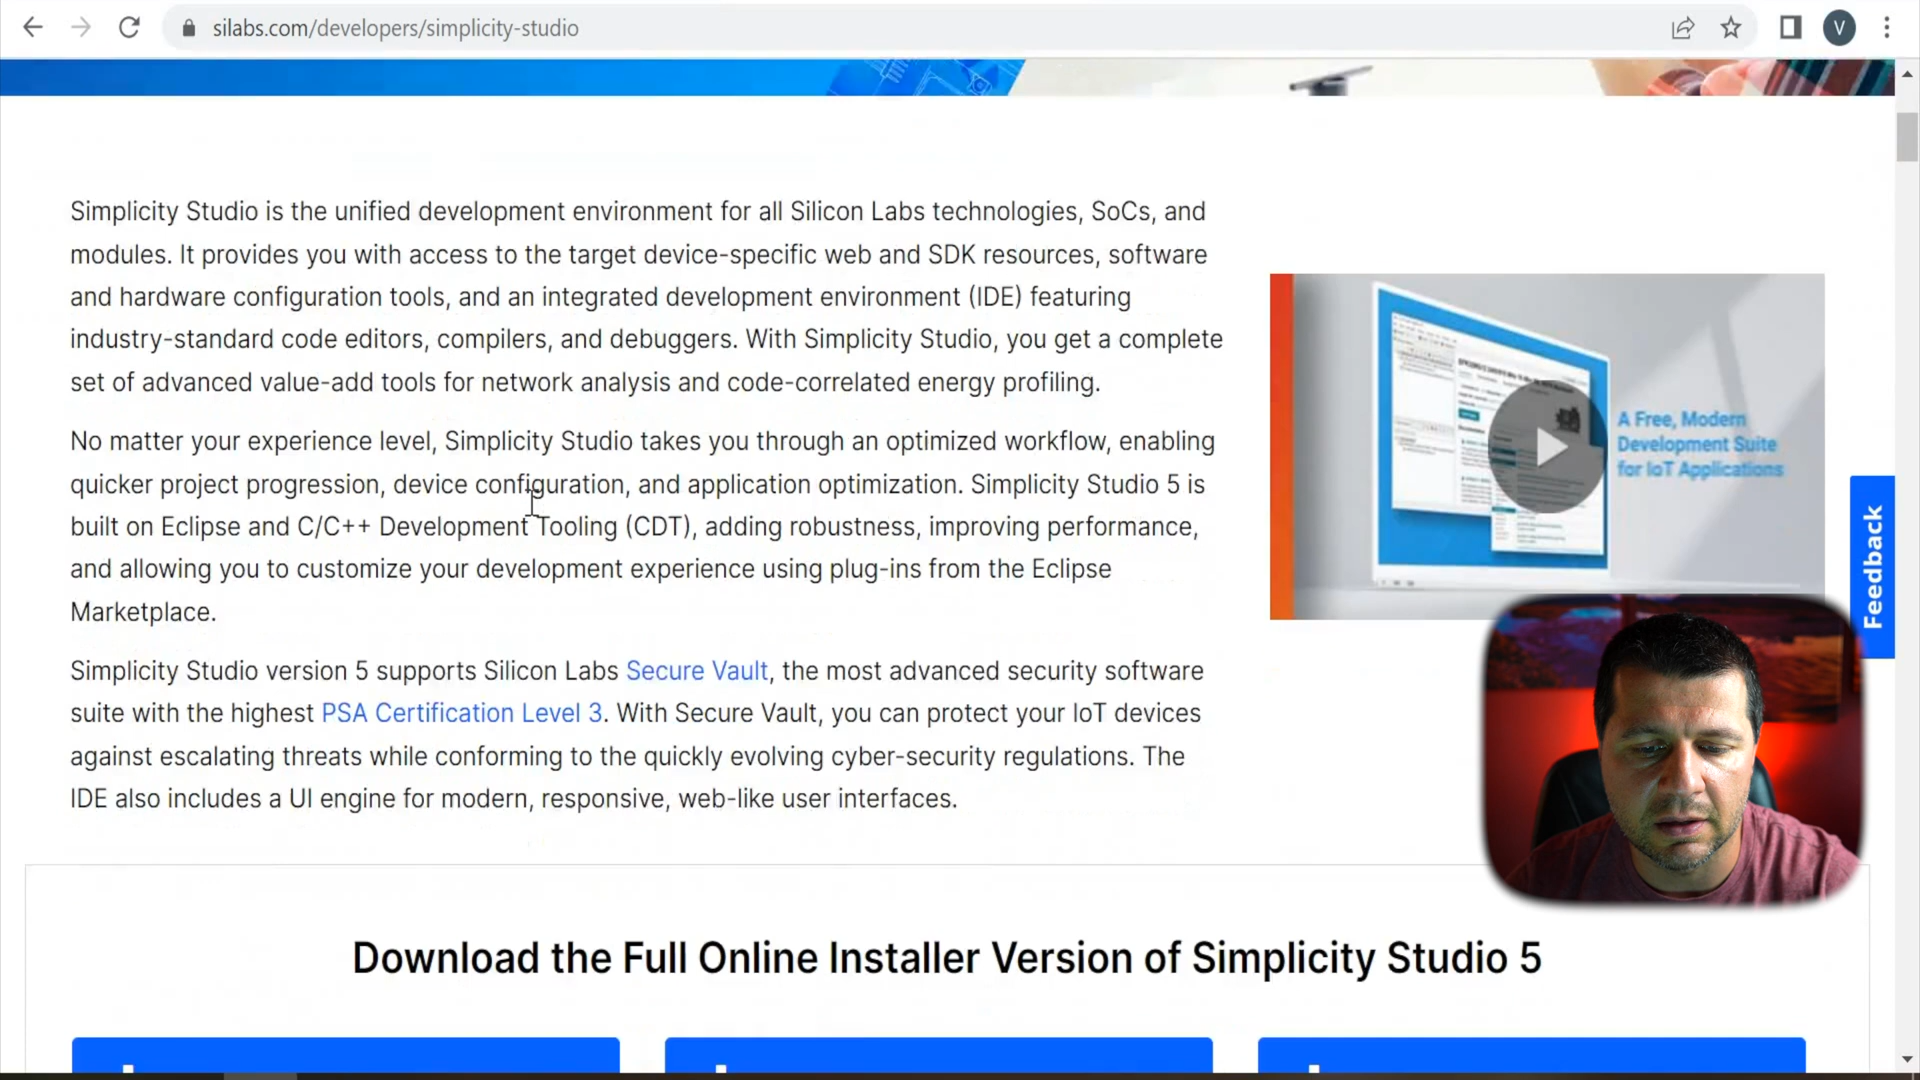 silabs.com/developers/simplicity-studio
V
Simplicity Studio is the unified development environment for all Silicon Labs technologies, SoCs, and
modules. It provides you with access to the target device-specific web and SDK resources, software
and hardware configuration tools, and an integrated development environment (IDE) featuring
industry-standard code editors, compilers, and debuggers. With Simplicity Studio, you get a complete
set of advanced value-add tools for network analysis and code-correlated energy profiling.
No matter your experience level, Simplicity Studio takes you through an optimized workflow, enabling
quicker project progression, device configuration, and application optimization. Simplicity Studio 5 is
built on Eclipse and C/C++ Development Tooling (CDT), adding robustness, improving performance,
and allowing you to customize your development experience using plug-ins from the Eclipse
Marketplace.
Simplicity Studio version 5 supports Silicon Labs Secure Vault, the most advanced security software
suite with the highest PSA Certification Level 3. With Secure Vault, you can protect your IoT devices
against escalating threats while conforming to the quickly evolving cyber-security regulations. The
IDE also includes a UI engine for modern, responsive, web-like user interfaces.
A Free, Modern
Development Suite
for IoT Applications
Feedback
Download the Full Online Installer Version of Simplicity Studio 5